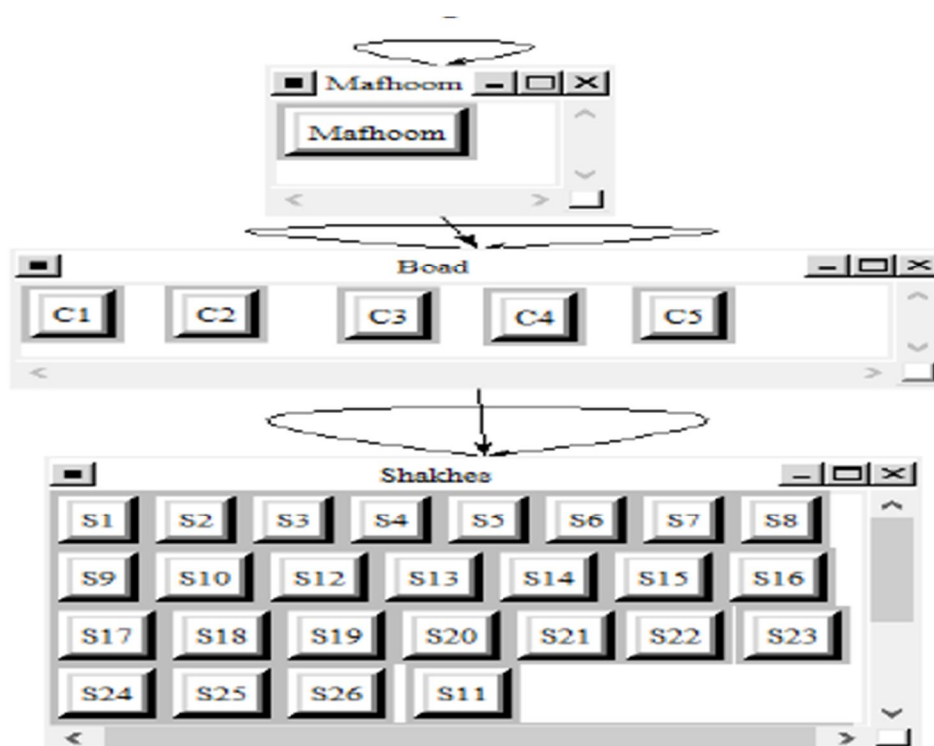 Mafhoom
Mafhoom
Boad
C1 C2 C3 C4 C5
Shakhes
S1 S2 S3 S4 S5 S6 S7 S8
S9 S10 S12 S13 S14 S15 S16
S17 S18 S19 S20 S21 S22 S23
S24 S25 S26 S11